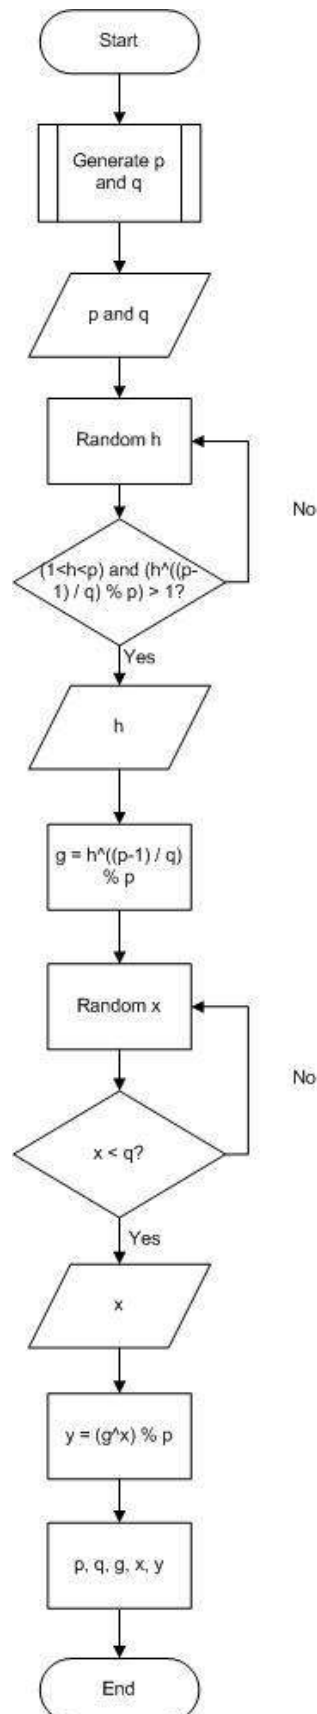 Start
Generate p
and q
p and q
Random h
No
(1<h<p) and (h^((p-
1) / q) % p) > 1?
Yes
h
g = h^((p-1) / q)
% p
Random x
No
x < q?
Yes
x
y = (g^x) % p
p, q, g, x, y
End